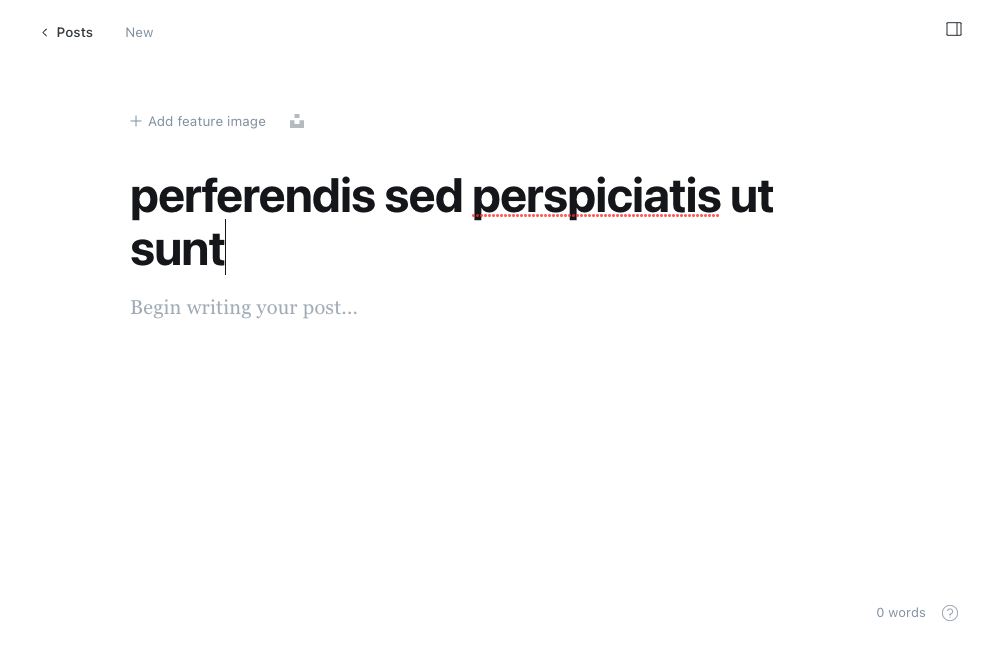 Posts
New
Add feature image
perferendis sed perspiciatis ut
sunt
Begin writing your post...
0 words
?